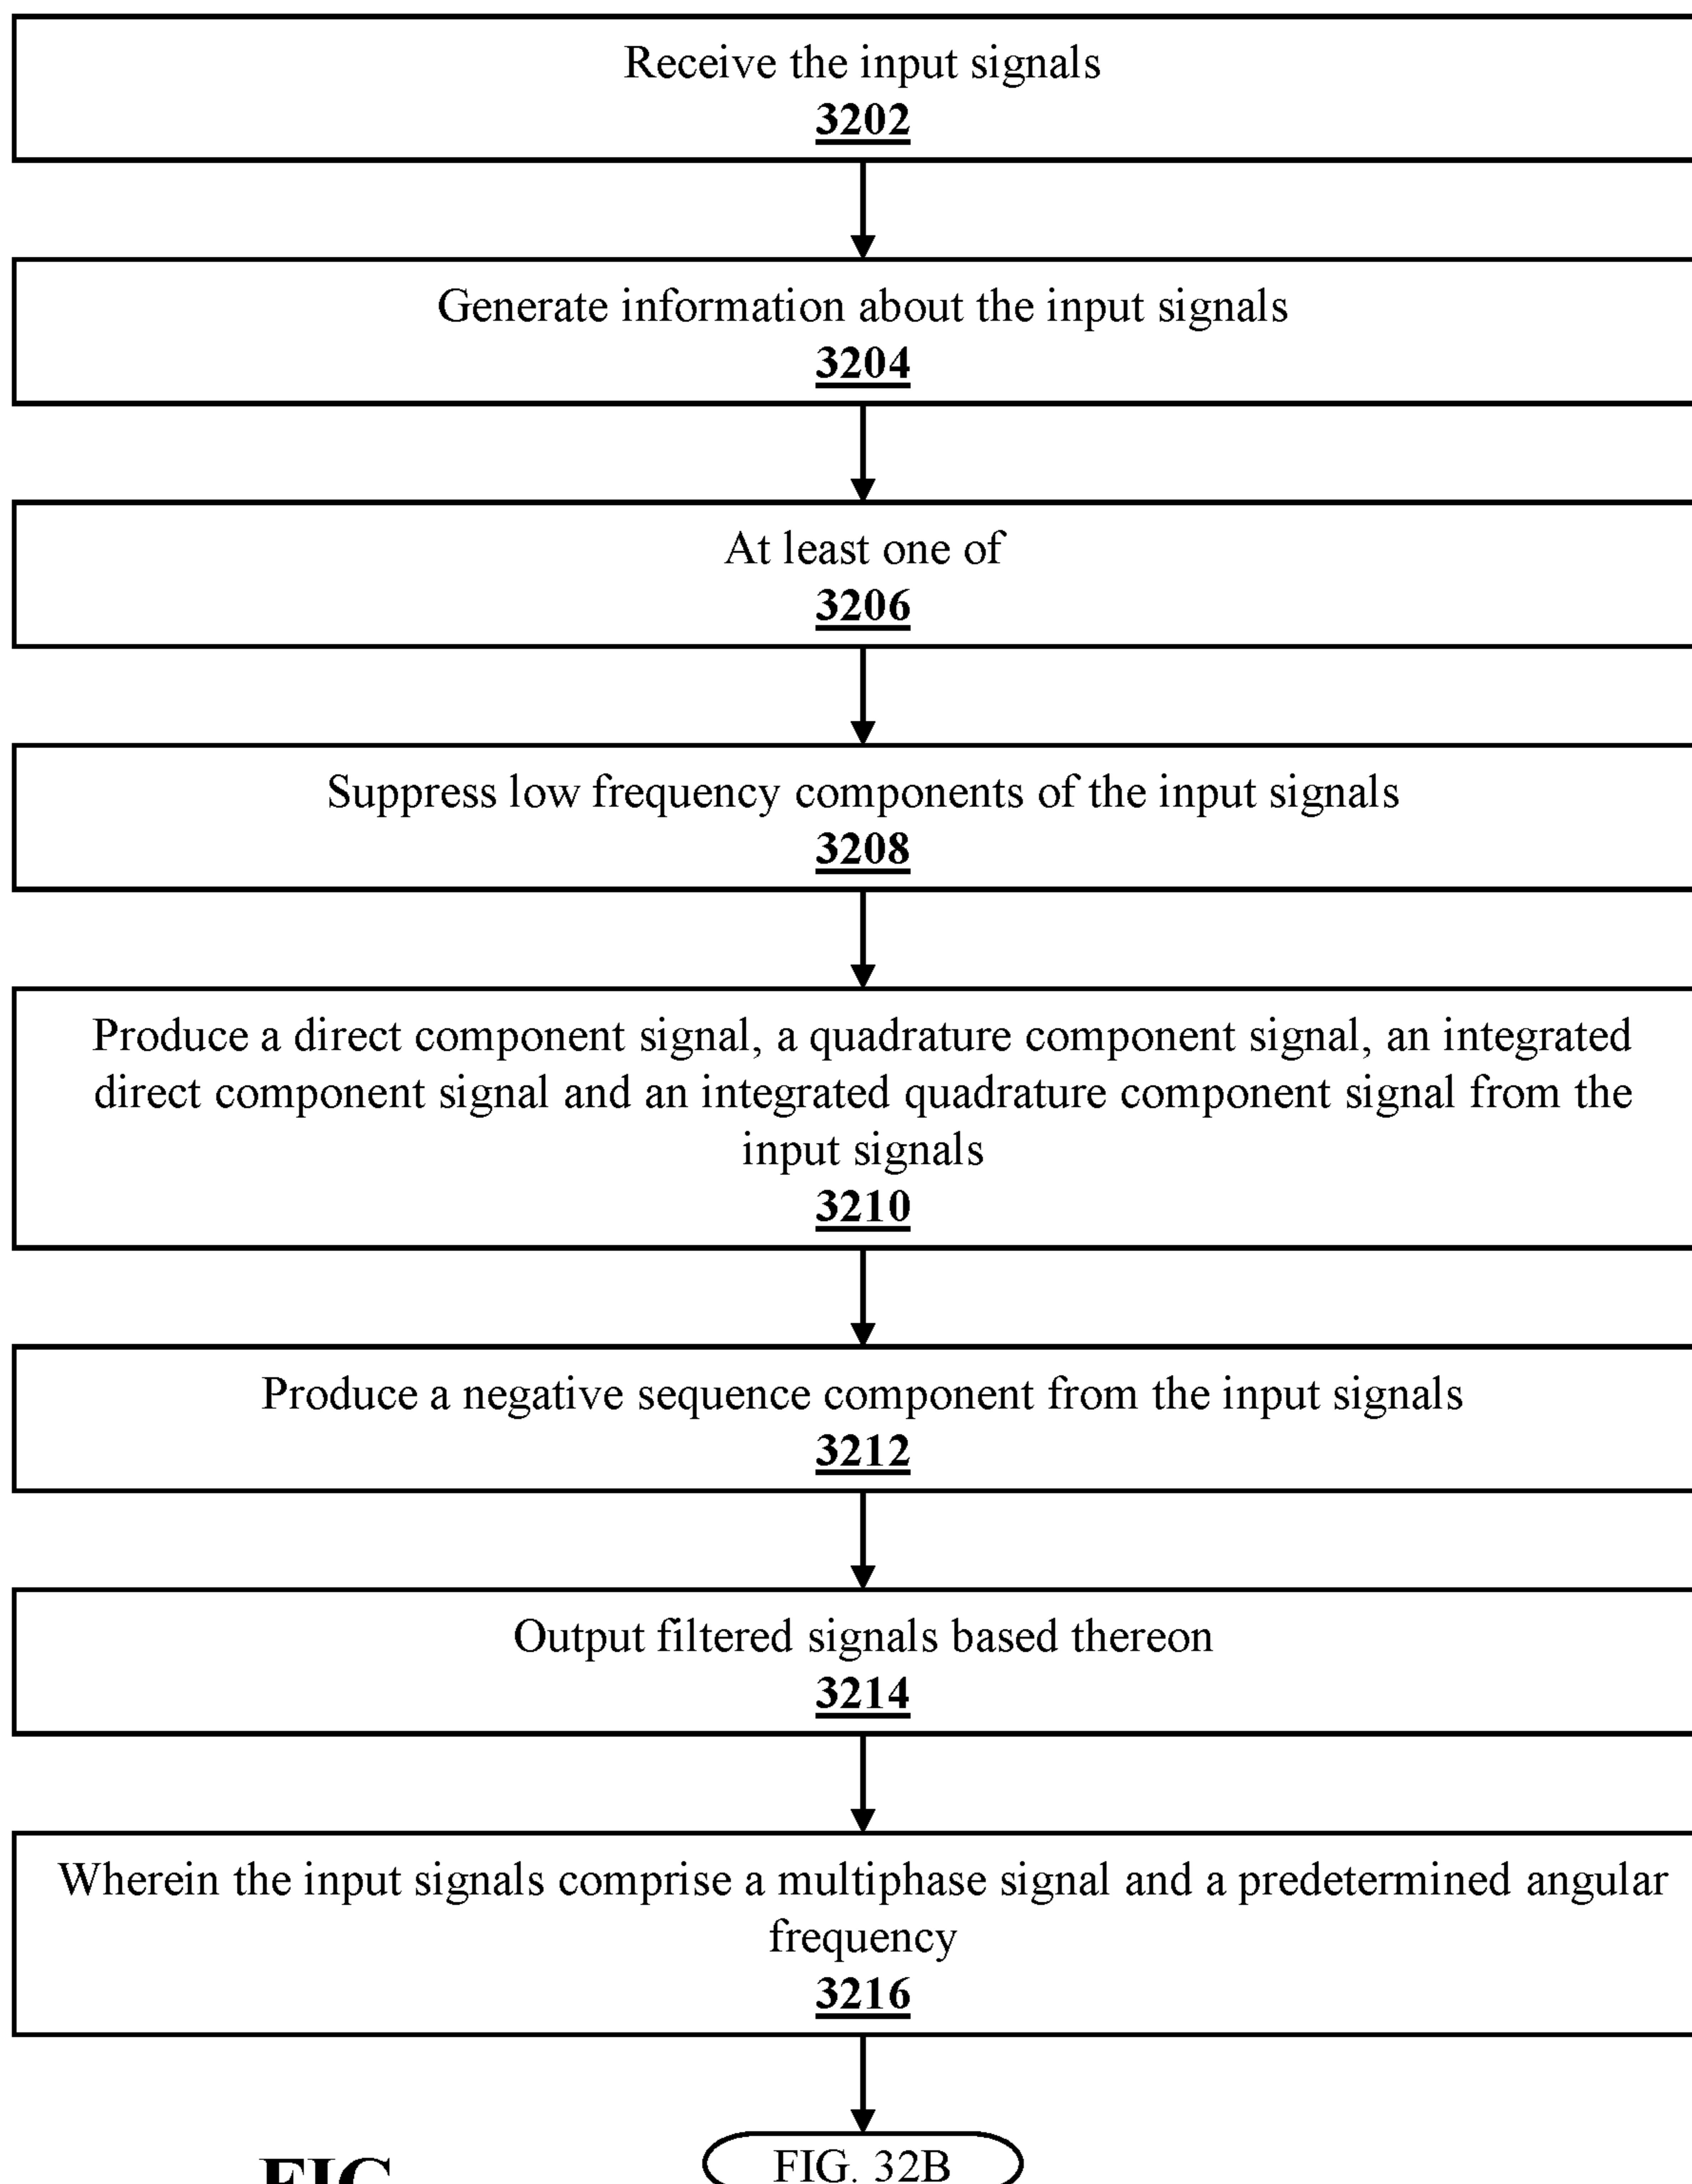 Receive the input signals
3202
Generate information about the input signals
3204
At least one of
3206
Suppress low frequency components of the input signals
3208
Produce a direct component signal, a quadrature component signal, an integrated
direct component signal and an integrated quadrature component signal from the
input signals
3210
Produce a negative sequence component from the input signals
3212
Output filtered signals based thereon
3214
Wherein the input signals comprise a multiphase signal and a predetermined angular
frequency
3216
FIG. 32B
FIG